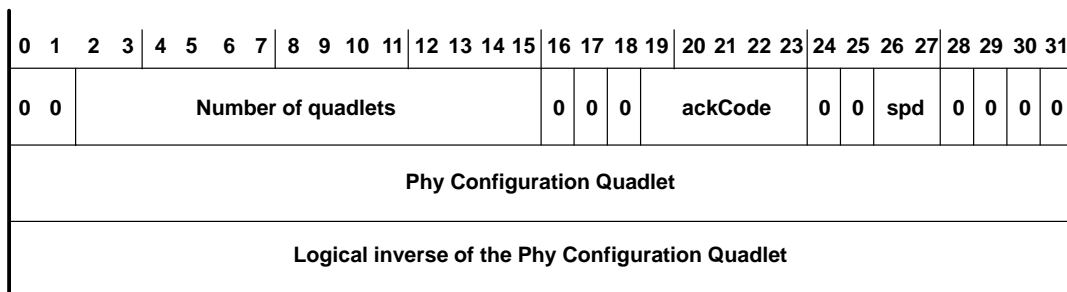 0 1 2 3 4 5 6 7 8 9 10 11 12 13 14 15 16 17 18 19 20 21 22 23 24 25 26 27 28 29 30 31
0 0 Number of quadlets 0 0 0 ackCode 0 0 spd 0 0 0 0
Phy Configuration Quadlet
Logical inverse of the Phy Configuration Quadlet